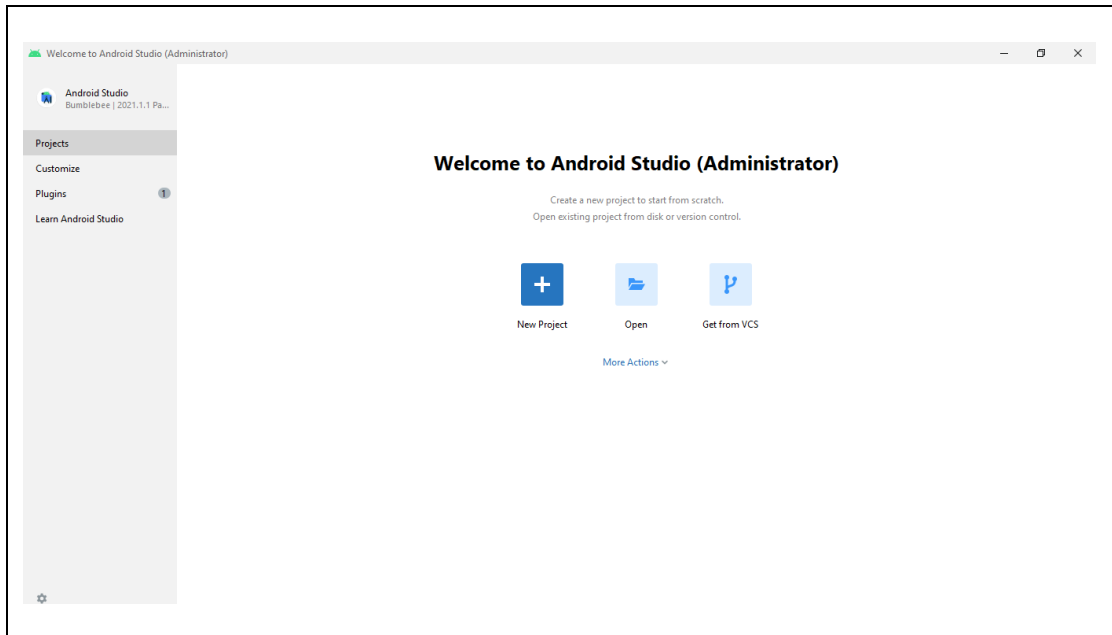 Welcome to Android Studio (Administrator)
Android Studio
Bumblebee | 2021.1.1 Pa...
Projects
Customize
Plugins 1
Learn Android Studio
Welcome to Android Studio (Administrator)
Create a new project to start from scratch.
Open existing project from disk or version control.
New Project Open Get from VCS
More Actions